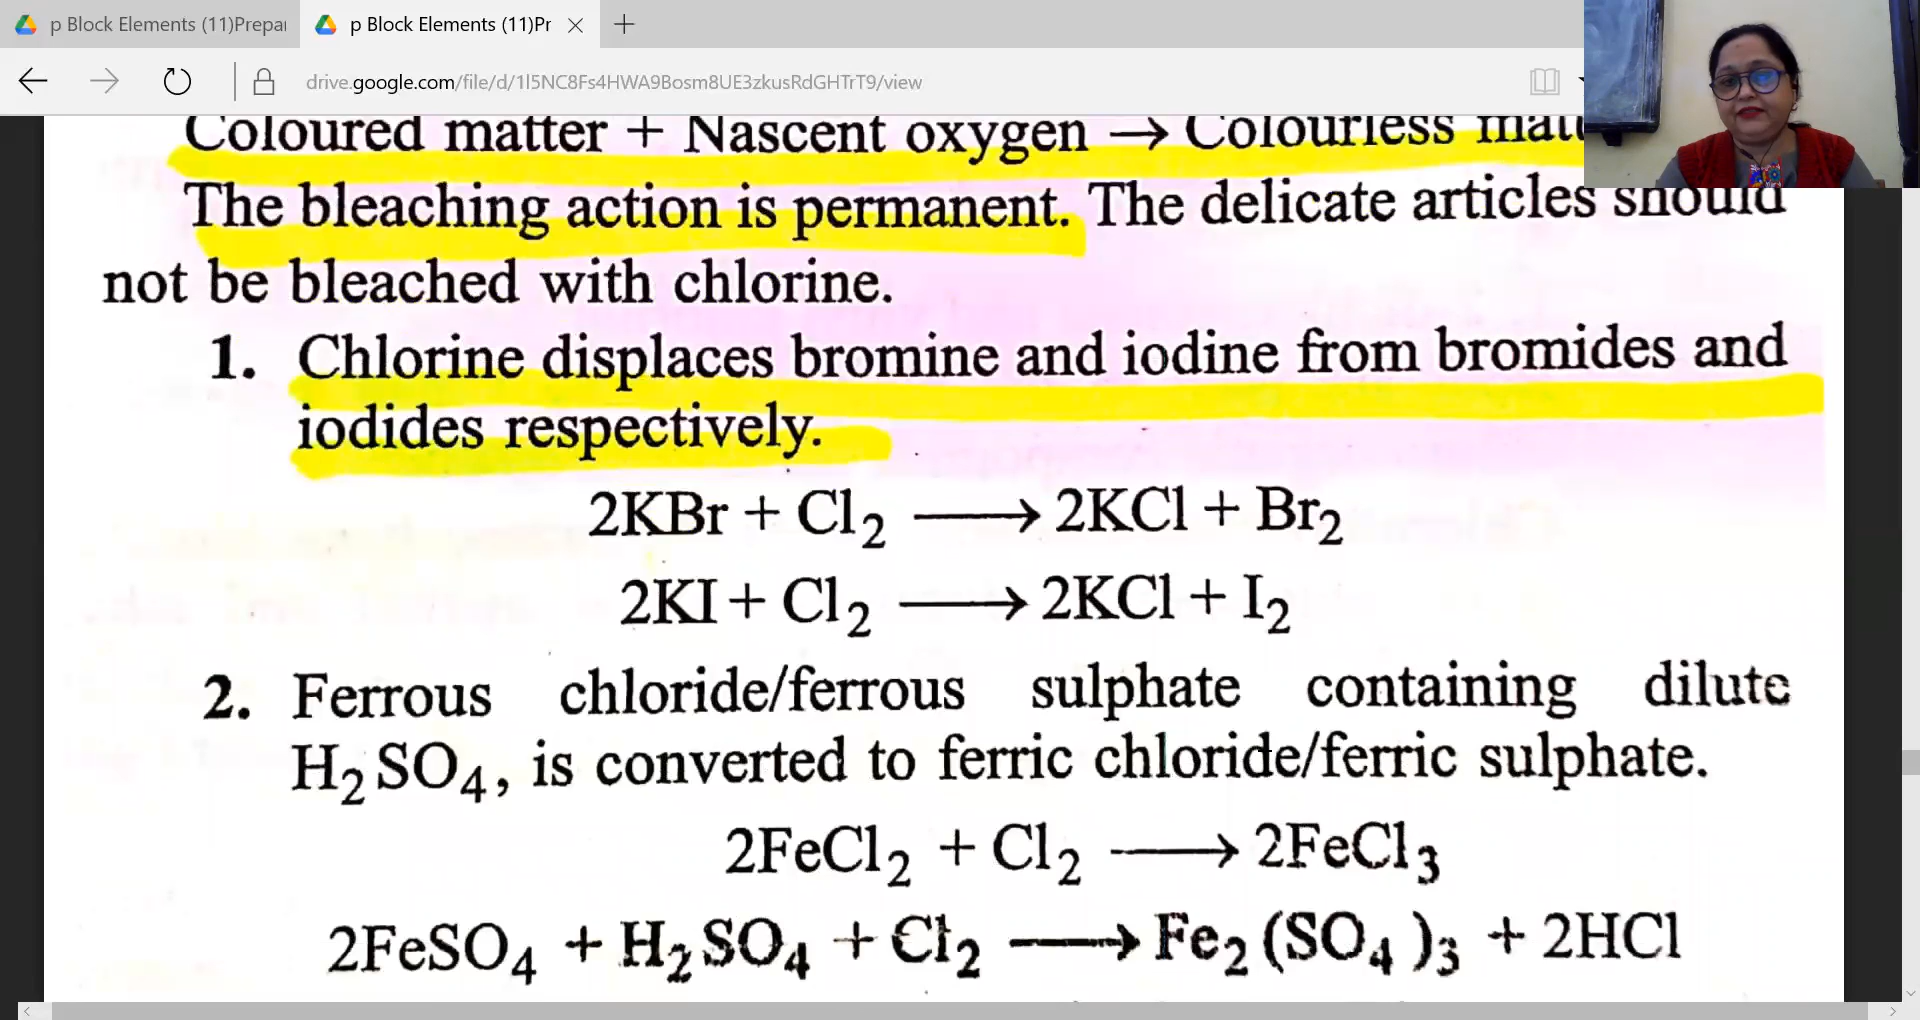 p Block Elements (11)Prepar
p Block Elements (11)Pr
drive.google.com/file/d/1l5NC8Fs4HWA9Bosm8UE3zkusRdGHTrT9/view
Coloured matter + Nascent oxygen → Colourless
The bleaching action is permanent. The delicate articles should
not be bleached with chlorine.
1. Chlorine displaces bromine and iodine from bromides and
iodides respectively.
2KBr + Cl₂ ⟶ 2KCl + Br₂
2KI + Cl₂ ⟶ 2KCl + I₂
2. Ferrous chloride/ferrous sulphate containing dilute
H₂SO₄, is converted to ferric chloride/ferric sulphate.
2FeCl₂ + Cl₂ ⟶ 2FeCl₃
2FeSO₄ + H₂SO₄ + Cl₂ ⟶ Fe₂(SO₄)₃ + 2HCl